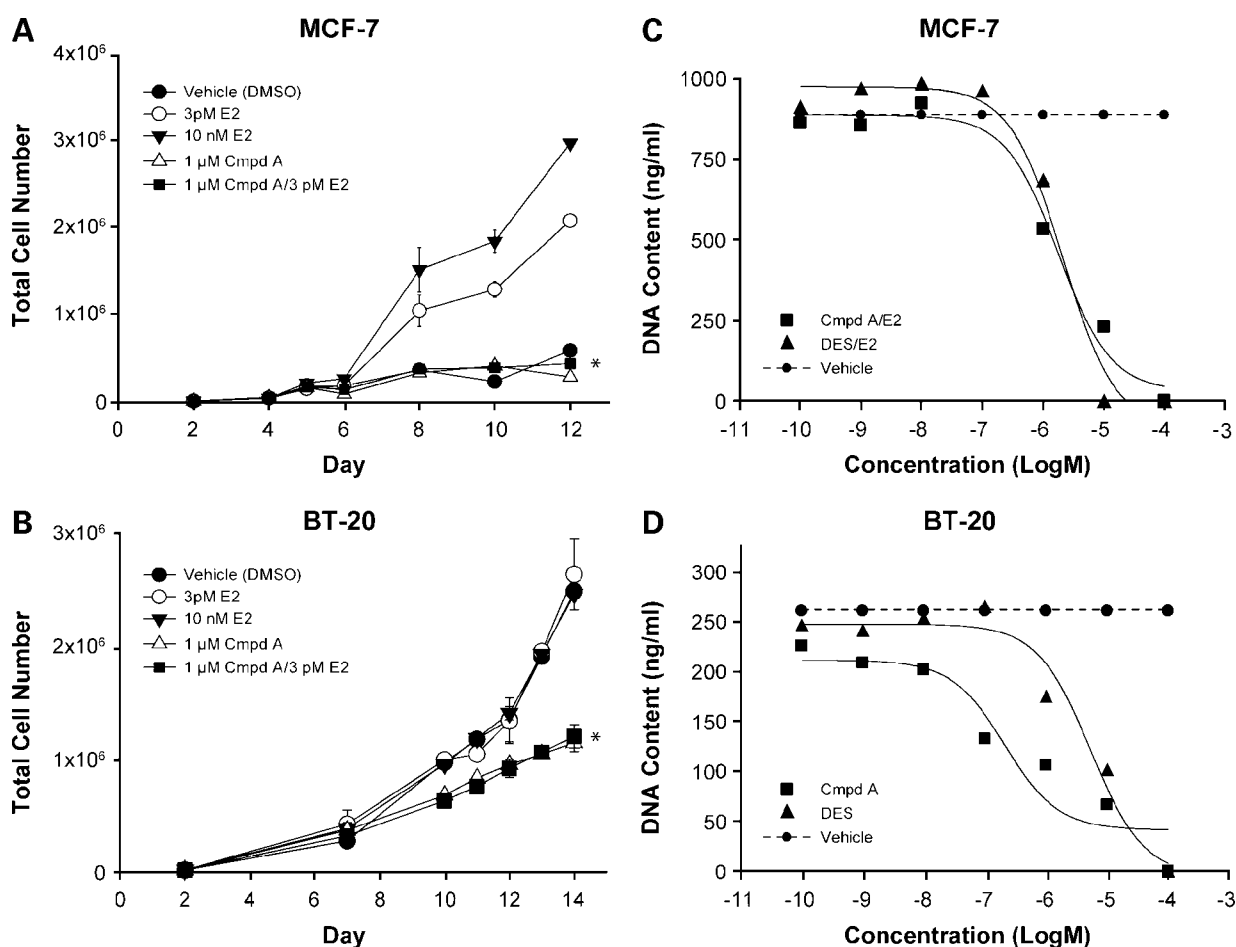 A
MCF-7
4x10⁶
3x10⁶
2x10⁶
1x10⁶
0
Total Cell Number
Vehicle (DMSO)
3pM E2
10 nM E2
1 µM Cmpd A
1 µM Cmpd A/3 pM E2
*
0 2 4 6 8 10 12
Day
C
MCF-7
1000
750
500
250
0
DNA Content (ng/ml)
Cmpd A/E2
DES/E2
Vehicle
-11 -10 -9 -8 -7 -6 -5 -4 -3
Concentration (LogM)
B
BT-20
3x10⁶
2x10⁶
1x10⁶
0
Total Cell Number
Vehicle (DMSO)
3pM E2
10 nM E2
1 µM Cmpd A
1 µM Cmpd A/3 pM E2
*
0 2 4 6 8 10 12 14
Day
D
BT-20
300
250
200
150
100
50
0
DNA Content (ng/ml)
Cmpd A
DES
Vehicle
-11 -10 -9 -8 -7 -6 -5 -4 -3
Concentration (LogM)